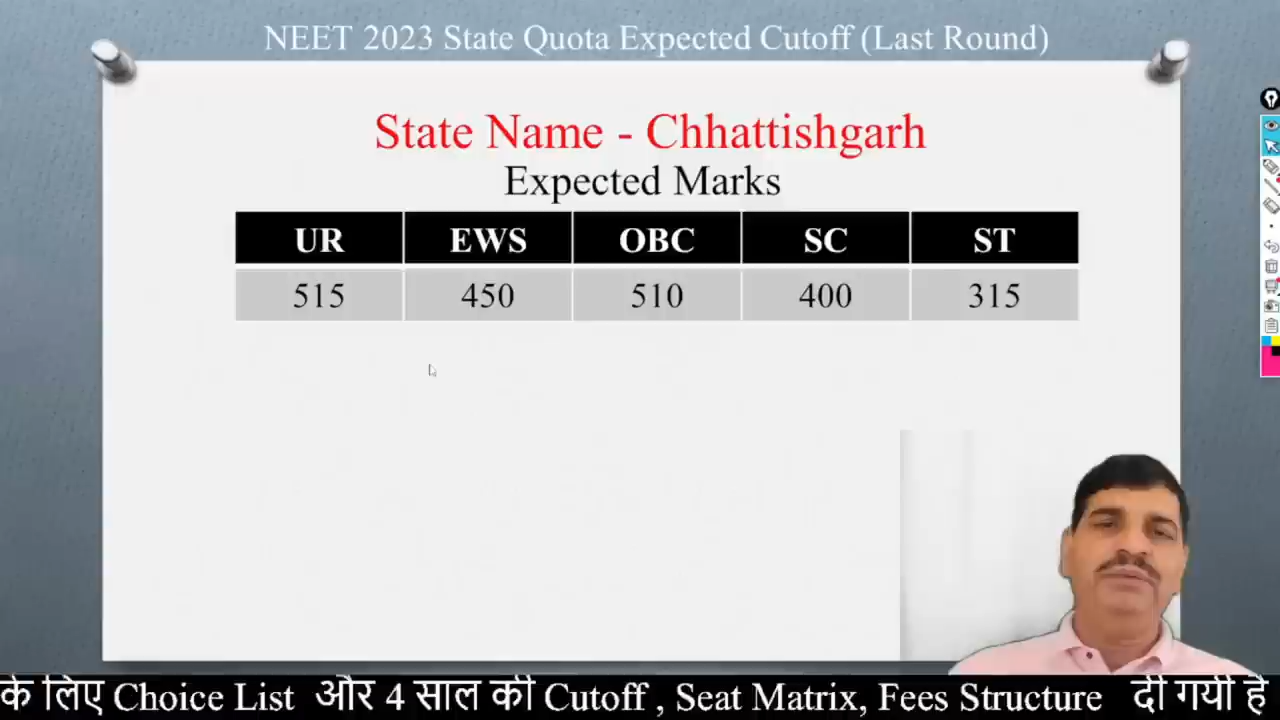 NEET 2023 State Quota Expected Cutoff (Last Round)
State Name - Chhattishgarh
Expected Marks
UR EWS OBC SC ST
515 450 510 400 315
के लिए Choice List और 4 साल की Cutoff , Seat Matrix, Fees Structure दी गयी है